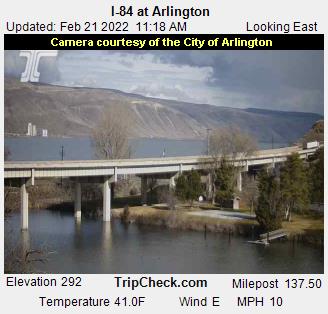 I-84 at Arlington
Updated: Feb 21 2022 11:18 AM Looking East
Camera courtesy of the City of Arlington
Elevation 292 TripCheck.com Milepost 137.50
Temperature 41.0F Wind E MPH 10